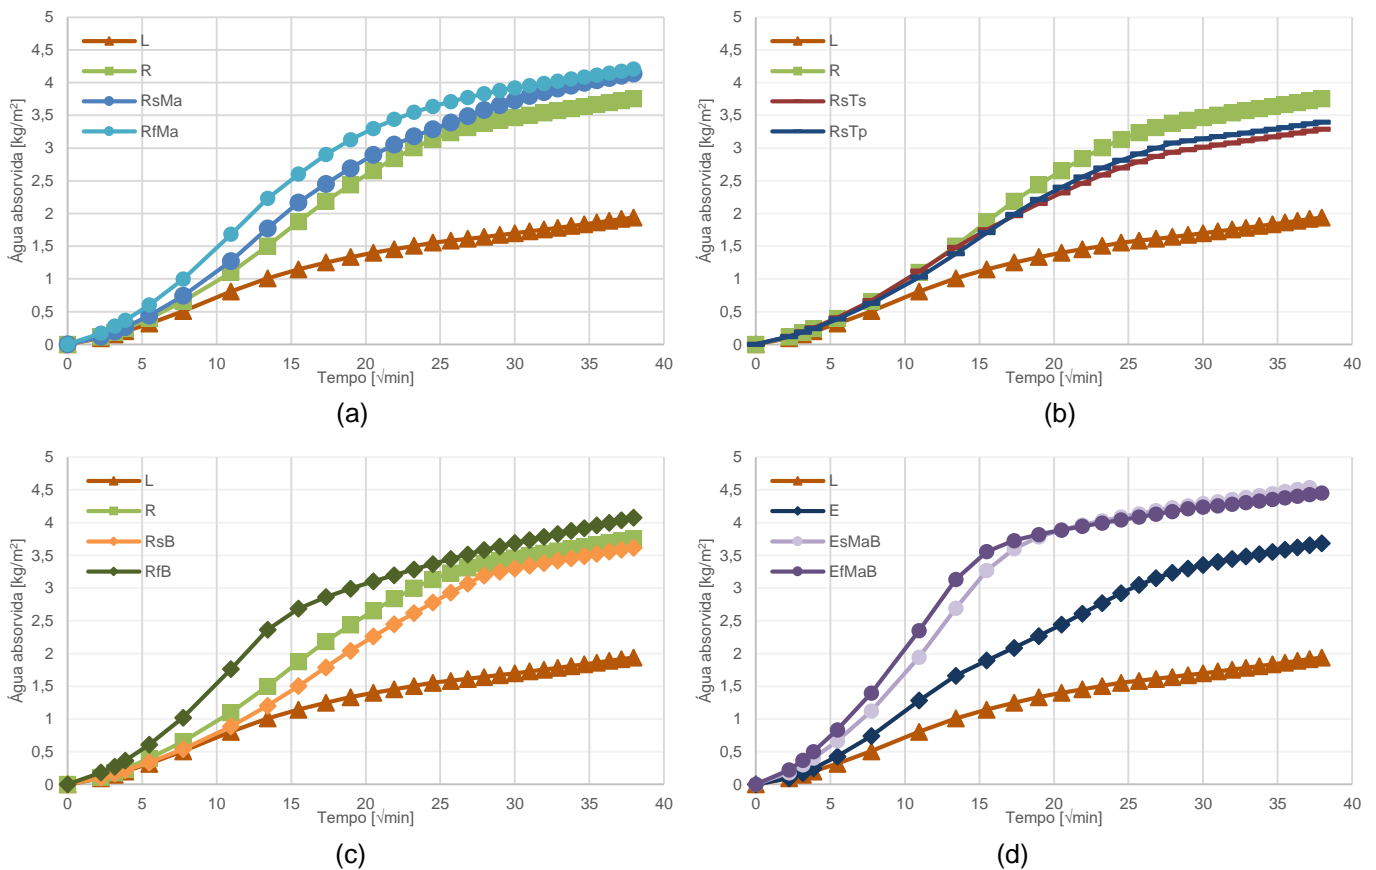 5
4,5
4
3,5
3
2,5
2
1,5
1
0,5
0
Água absorvida [kg/m²]
L
R
RsMa
RfMa
0 5 10 15 20 25 30 35 40
Tempo [√min]
(a)
5
4,5
4
3,5
3
2,5
2
1,5
1
0,5
0
Água absorvida [kg/m²]
L
R
RsTs
RsTp
0 5 10 15 20 25 30 35 40
Tempo [√min]
(b)
5
4,5
4
3,5
3
2,5
2
1,5
1
0,5
0
Água absorvida [kg/m²]
L
R
RsB
RfB
0 5 10 15 20 25 30 35 40
Tempo [√min]
(c)
5
4,5
4
3,5
3
2,5
2
1,5
1
0,5
0
Água absorvida [kg/m²]
L
E
EsMaB
EfMaB
0 5 10 15 20 25 30 35 40
Tempo [√min]
(d)